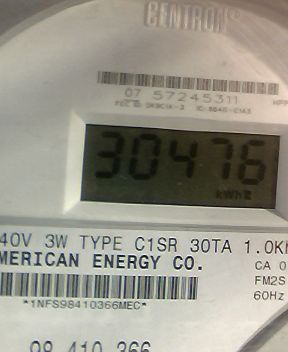 CENTRON®
07 57245311
30476
kWh
40V 3W TYPE C1SR 30TA 1.0K
MERICAN ENERGY CO.
CA 0
FM2S
60Hz
*1NFS98410366MEC*
98 410 366